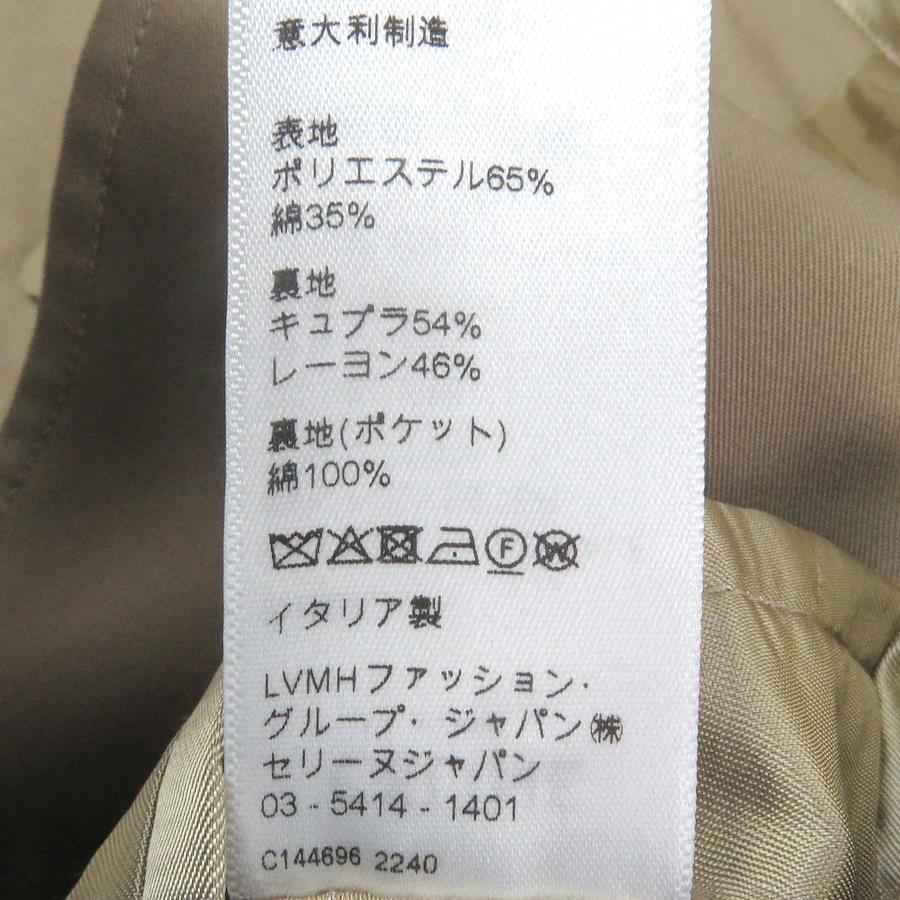 意大利制造
表地
ポリエステル65%
綿35%
裏地
キュプラ54%
レーヨン46%
裏地(ポケット)
綿100%
F W
イタリア製
LVMHファッション・
グループ・ジャパン㈱
セリーヌジャパン
03 - 5414 - 1401
C144696 2240